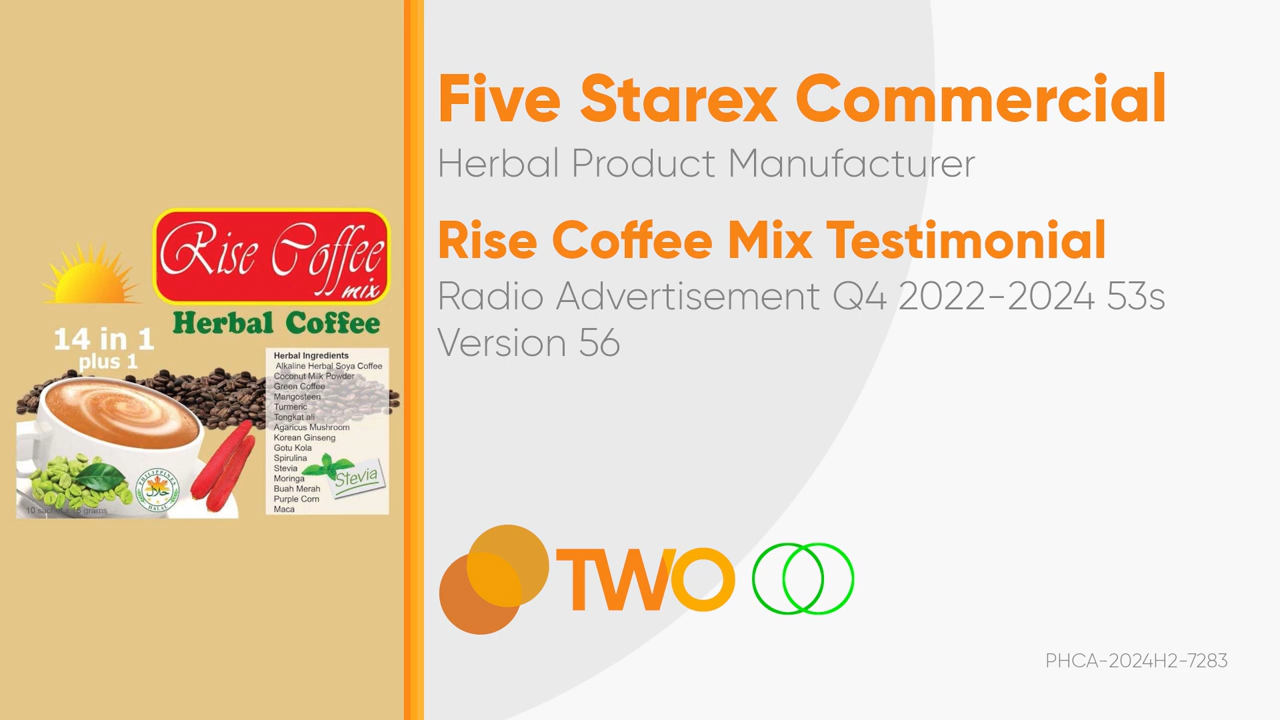 Rise Coffee
mix
Herbal Coffee
14 in 1
plus 1
Herbal Ingredients
Alkaline Herbal Soya Coffee
Coconut Milk Powder
Green Coffee
Mangosteen
Turmeric
Tongkat ali
Agaricus Mushroom
Korean Ginseng
Gotu Kola
Spirulina
Stevia
Moringa
Buah Merah
Purple Corn
Maca
Stevia
PHILIPPINES
حلال
HALAL
Five Starex Commercial
Herbal Product Manufacturer
Rise Coffee Mix Testimonial
Radio Advertisement Q4 2022-2024 53s
Version 56
TWO
PHCA-2024H2-7283